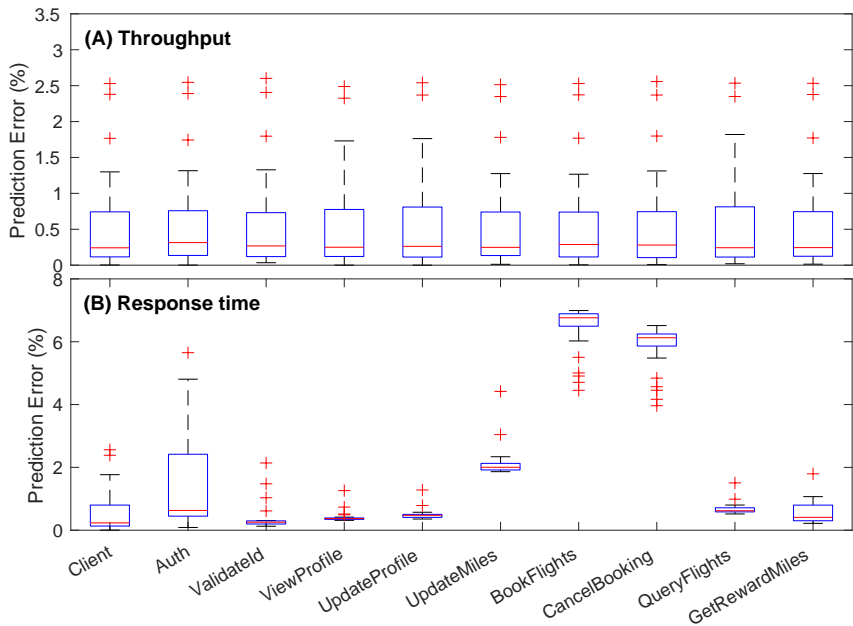 (A) Throughput
Prediction Error (%)
3.5
3
2.5
2
1.5
1
0.5
0
(B) Response time
Prediction Error (%)
8
6
4
2
0
Client
Auth
ValidateId
ViewProfile
UpdateProfile
UpdateMiles
BookFlights
CancelBooking
QueryFlights
GetRewardMiles